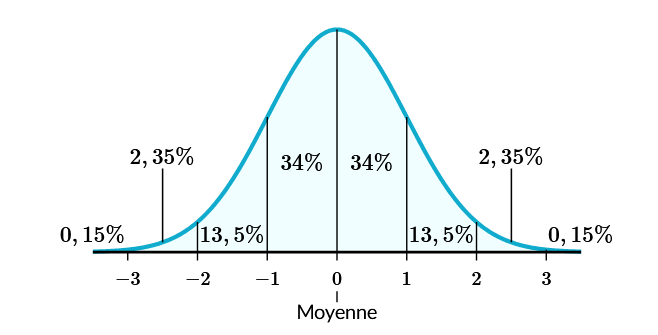 34% 34%
2, 35% 2, 35%
0, 15% 13, 5% 13, 5% 0, 15%
−3 −2 −1 0 1 2 3
Moyenne